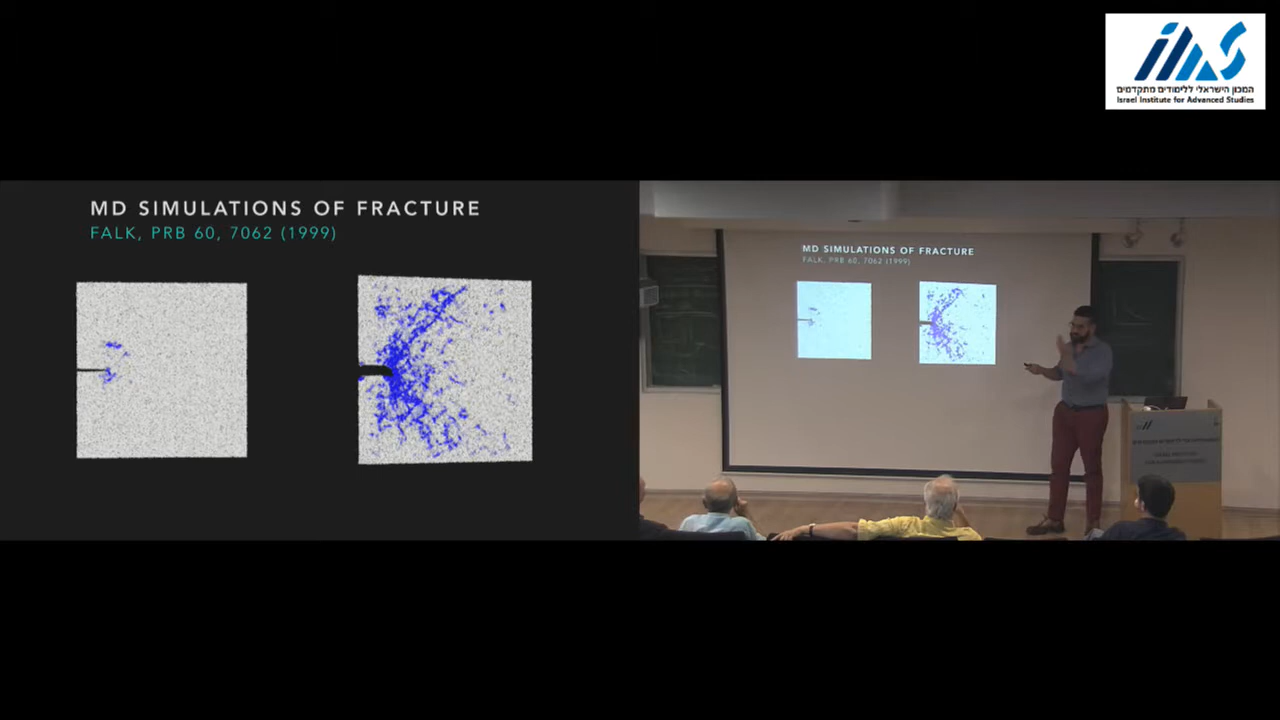 המכון הישראלי ללימודים מתקדמים
Israel Institute for Advanced Studies
MD SIMULATIONS OF FRACTURE
FALK, PRB 60, 7062 (1999)
MD SIMULATIONS OF FRACTURE
FALK, PRB 60, 7062 (1999)